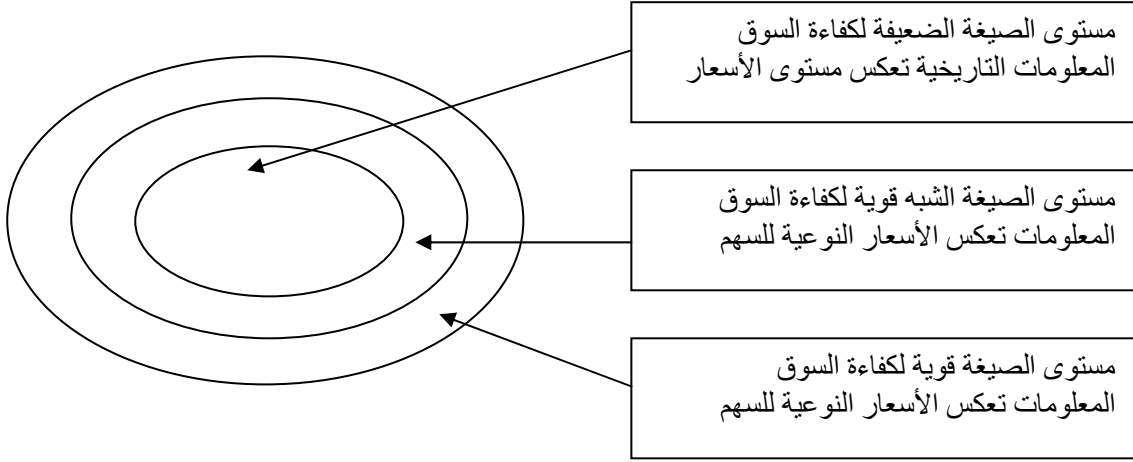 مستوى الصيغة الضعيفة لكفاءة السوق
المعلومات التاريخية تعكس مستوى الأسعار
مستوى الصيغة الشبه قوية لكفاءة السوق
المعلومات تعكس الأسعار النوعية للسهم
مستوى الصيغة قوية لكفاءة السوق
المعلومات تعكس الأسعار النوعية للسهم